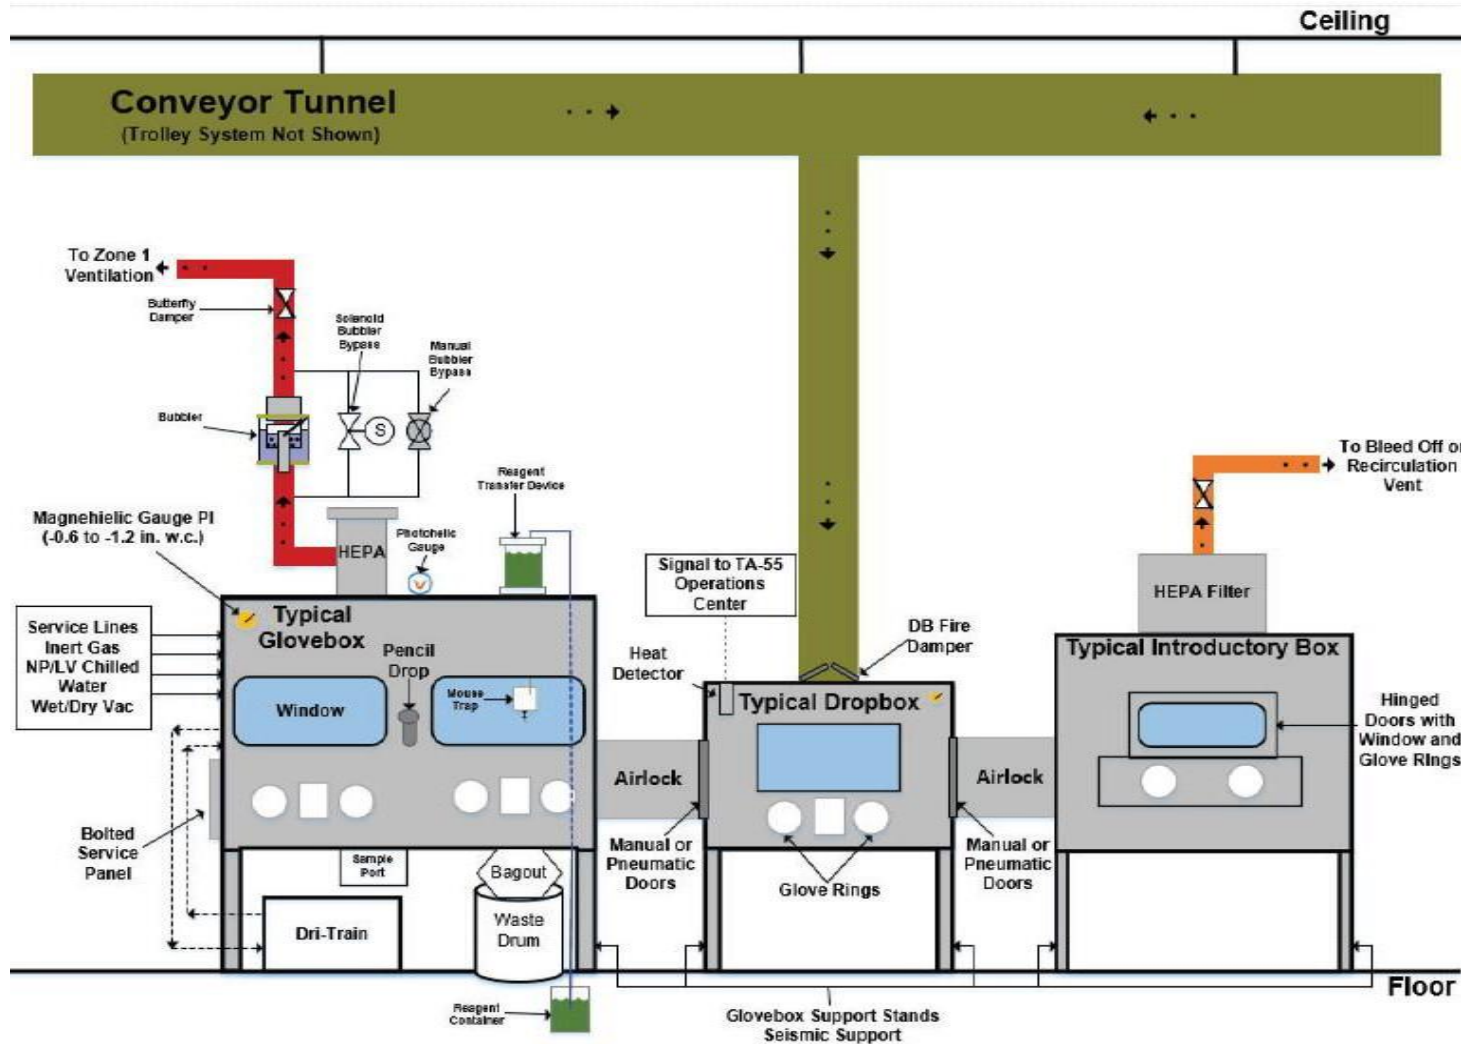 Ceiling
Conveyor Tunnel
(Trolley System Not Shown)
To Zone 1
Ventilation
Butterfly
Damper
Solenoid
Bubbler
Bypass
Manual
Bubbler
Bypass
Bubbler
S
Reagent
Transfer Device
To Bleed Off or
Recirculation
Vent
Magnehielic Gauge PI
(-0.6 to -1.2 in. w.c.)
HEPA
Photohelic
Gauge
Signal to TA-55
Operations
Center
HEPA Filter
Service Lines
Inert Gas
NP/LV Chilled
Water
Wet/Dry Vac
Typical
Glovebox
Pencil
Drop
Heat
Detector
DB Fire
Damper
Typical Introductory Box
Window
Mouse
Trap
Typical Dropbox
Hinged
Doors with
Window and
Glove Rings
Airlock
Airlock
Bolted
Service
Panel
Sample
Port
Bagout
Manual or
Pneumatic
Doors
Glove Rings
Manual or
Pneumatic
Doors
Dri-Train
Waste
Drum
Floor
Reagent
Container
Glovebox Support Stands
Seismic Support